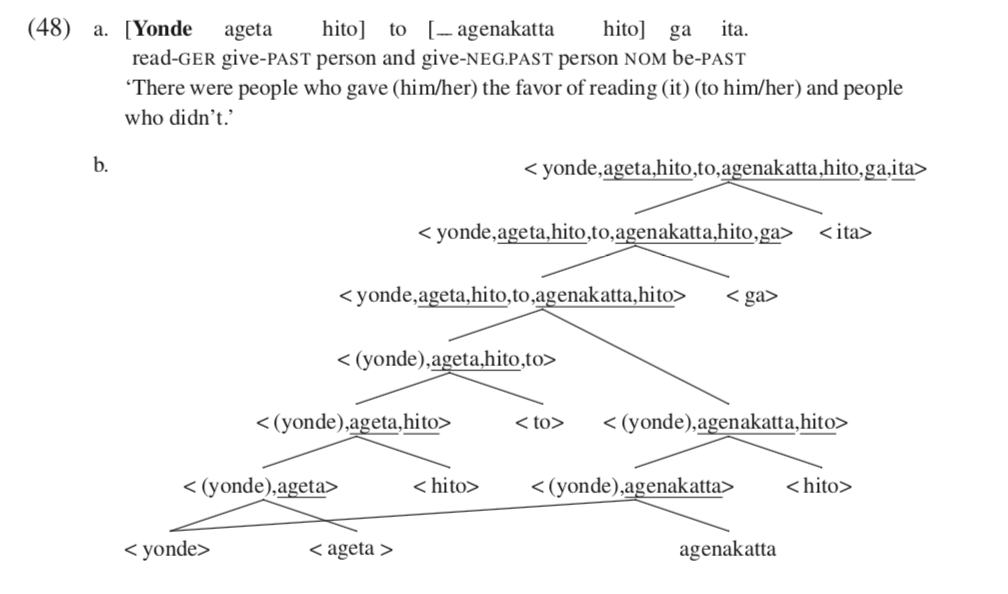 (48) a. [Yonde ageta hito] to [_ agenakatta hito] ga ita.
read-GER give-PAST person and give-NEG.PAST person NOM be-PAST
‘There were people who gave (him/her) the favor of reading (it) (to him/her) and people
who didn’t.’
b.
< yonde,ageta,hito,to,agenakatta,hito,ga,ita>
< yonde,ageta,hito,to,agenakatta,hito,ga> < ita>
< yonde,ageta,hito,to,agenakatta,hito> < ga>
< (yonde),ageta,hito,to>
< (yonde),ageta,hito> < to> < (yonde),agenakatta,hito>
< (yonde),ageta> < hito> < (yonde),agenakatta> < hito>
< yonde> < ageta > agenakatta